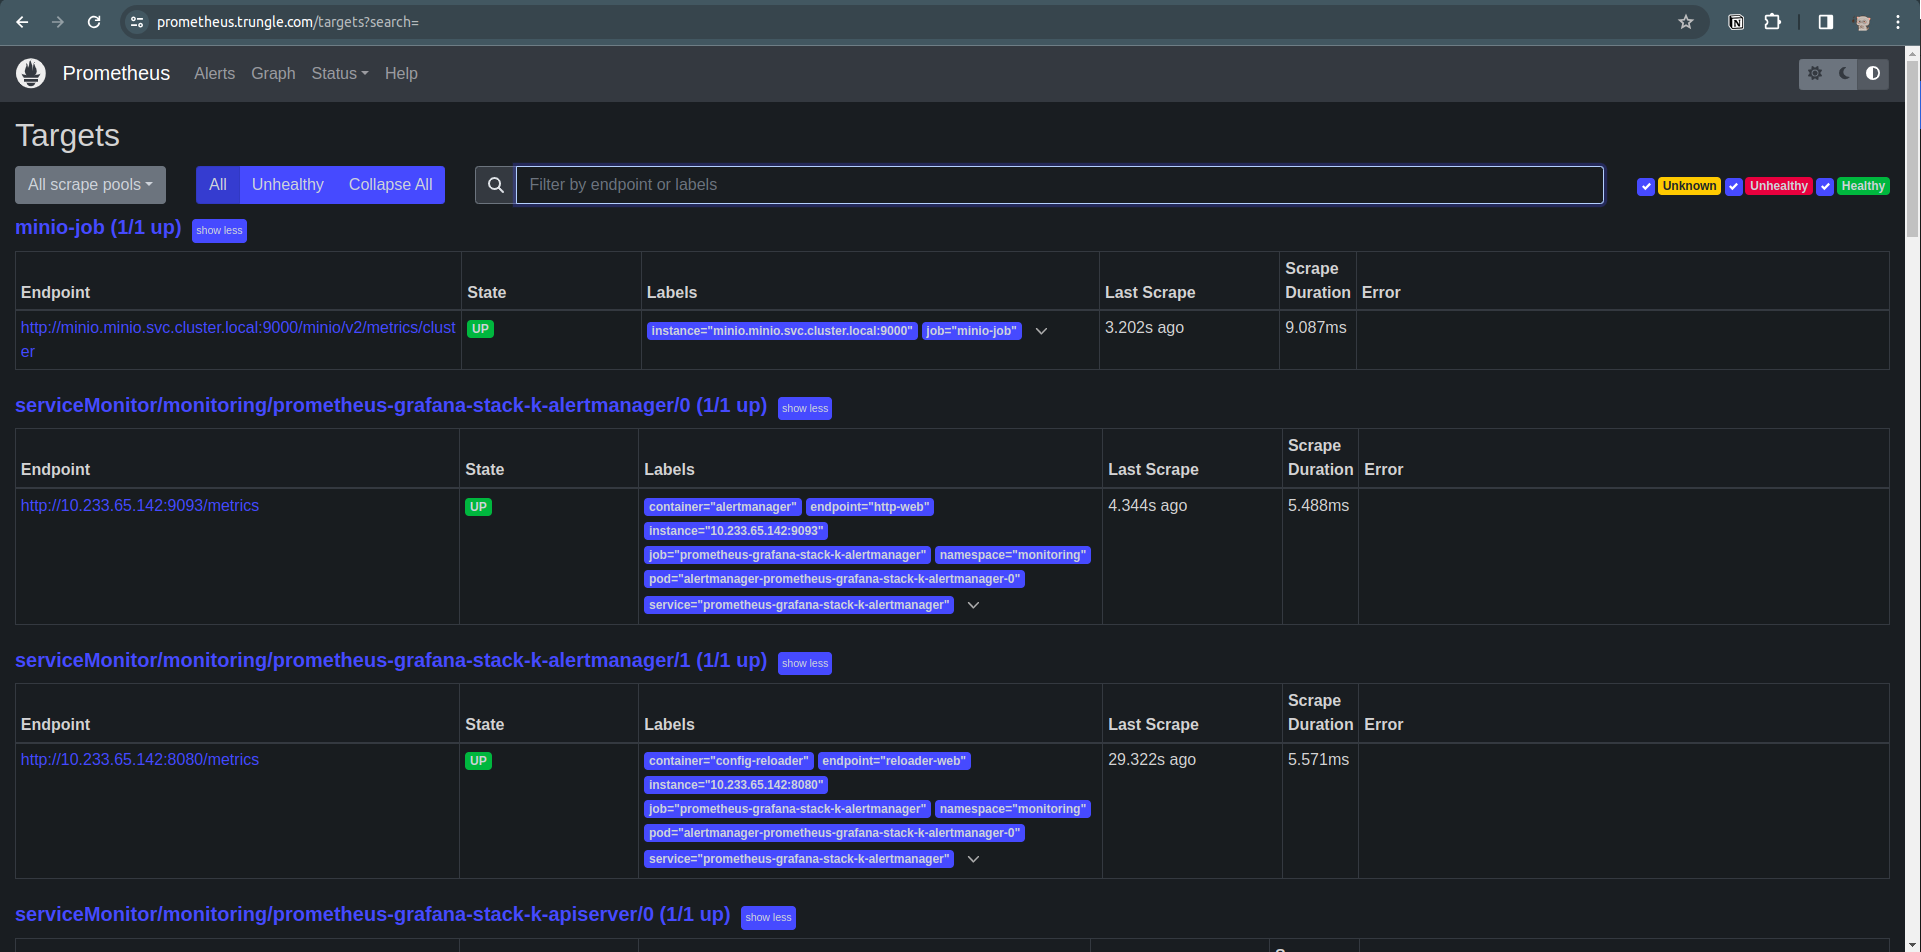 prometheus.trungle.com/targets?search=
Prometheus Alerts Graph Status Help
Targets
All scrape pools All Unhealthy Collapse All Filter by endpoint or labels Unknown Unhealthy Healthy
minio-job (1/1 up) show less
Endpoint State Labels Last Scrape Scrape Duration Error
http://minio.minio.svc.cluster.local:9000/minio/v2/metrics/clust
er
UP
instance="minio.minio.svc.cluster.local:9000" job="minio-job"
3.202s ago
9.087ms
serviceMonitor/monitoring/prometheus-grafana-stack-k-alertmanager/0 (1/1 up) show less
Endpoint State Labels Last Scrape Scrape Duration Error
http://10.233.65.142:9093/metrics
UP
container="alertmanager" endpoint="http-web"
instance="10.233.65.142:9093"
job="prometheus-grafana-stack-k-alertmanager" namespace="monitoring"
pod="alertmanager-prometheus-grafana-stack-k-alertmanager-0"
service="prometheus-grafana-stack-k-alertmanager"
4.344s ago
5.488ms
serviceMonitor/monitoring/prometheus-grafana-stack-k-alertmanager/1 (1/1 up) show less
Endpoint State Labels Last Scrape Scrape Duration Error
http://10.233.65.142:8080/metrics
UP
container="config-reloader" endpoint="reloader-web"
instance="10.233.65.142:8080"
job="prometheus-grafana-stack-k-alertmanager" namespace="monitoring"
pod="alertmanager-prometheus-grafana-stack-k-alertmanager-0"
service="prometheus-grafana-stack-k-alertmanager"
29.322s ago
5.571ms
serviceMonitor/monitoring/prometheus-grafana-stack-k-apiserver/0 (1/1 up) show less